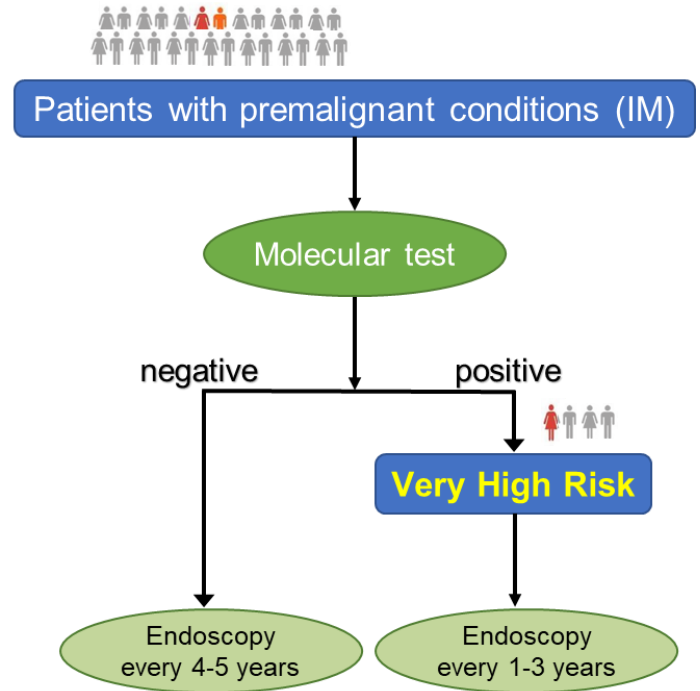 Patients with premalignant conditions (IM)
Molecular test
negative
positive
Very High Risk
Endoscopy
every 4-5 years
Endoscopy
every 1-3 years